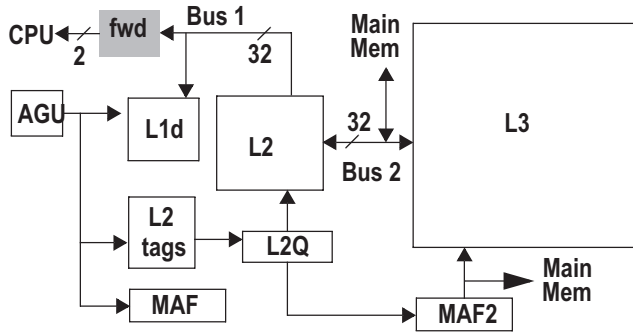 CPU
2
fwd
Bus 1
32
Main
Mem
AGU
L1d
L2
32
Bus 2
L3
L2
tags
L2Q
MAF
MAF2
Main
Mem